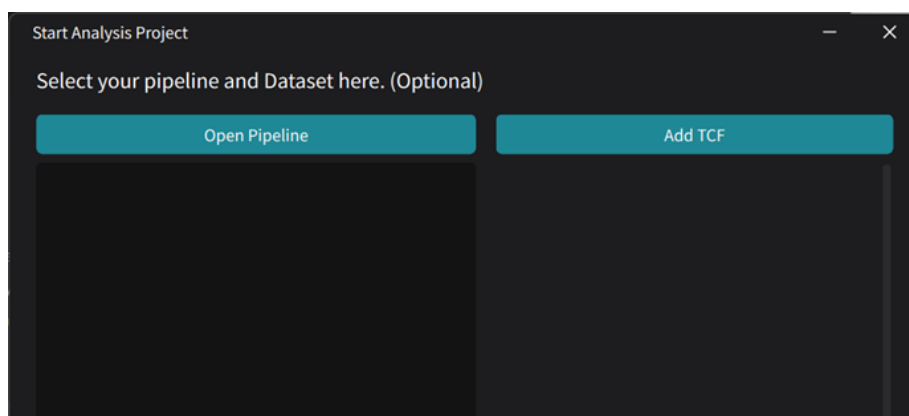 Start Analysis Project
Select your pipeline and Dataset here. (Optional)
Open Pipeline
Add TCF